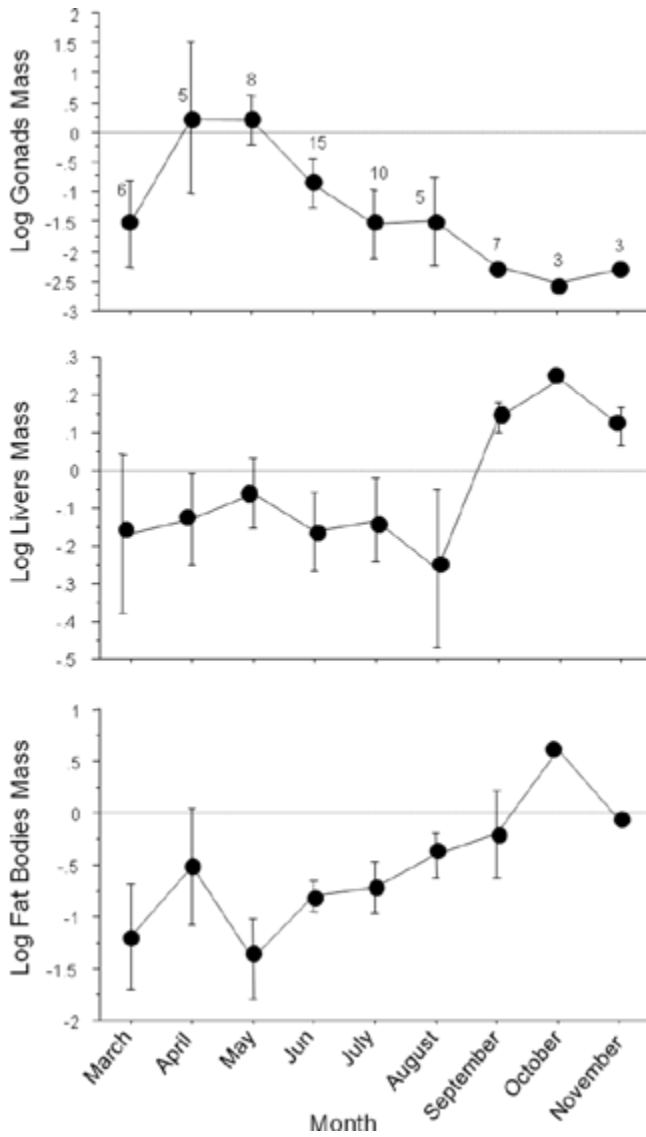 2
1.5
1
.5
0
-.5
-1
-1.5
-2
-2.5
-3
Log Gonads Mass
6
5
8
15
10
5
7
3
3
.3
.2
.1
0
-.1
-.2
-.3
-.4
-.5
Log Livers Mass
1
.5
0
-.5
-1
-1.5
-2
Log Fat Bodies Mass
March
April
May
Jun
July
August
September
October
November
Month